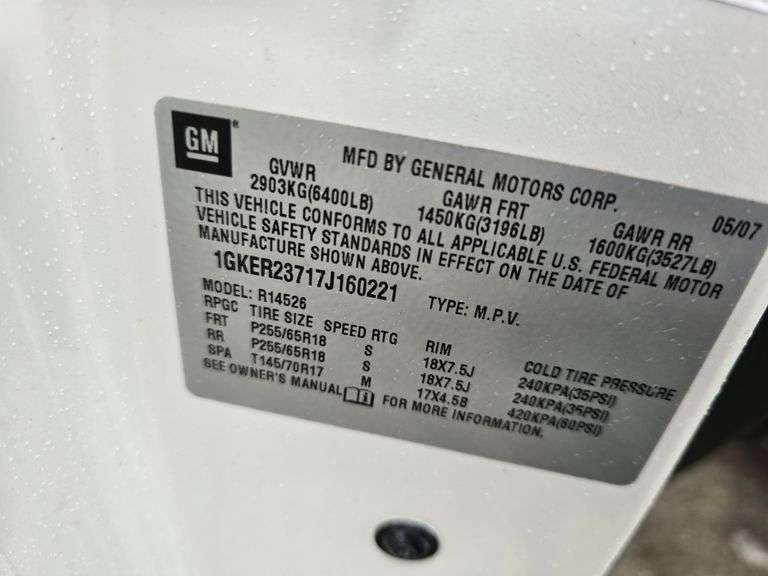 GM®
MFD BY GENERAL MOTORS CORP. 05/07
GVWR GAWR FRT GAWR RR
2903KG(6400LB) 1450KG(3196LB) 1600KG(3527LB)
THIS VEHICLE CONFORMS TO ALL APPLICABLE U.S. FEDERAL MOTOR
VEHICLE SAFETY STANDARDS IN EFFECT ON THE DATE OF
MANUFACTURE SHOWN ABOVE.
1GKER23717J160221 TYPE: M.P.V.
MODEL: R14526
RPGC TIRE SIZE SPEED RTG RIM COLD TIRE PRESSURE
FRT P255/65R18 S 18X7.5J 240KPA(35PSI)
RR P255/65R18 S 18X7.5J 240KPA(35PSI)
SPA T145/70R17 M 17X4.5B 420KPA(60PSI)
SEE OWNER'S MANUAL FOR MORE INFORMATION.